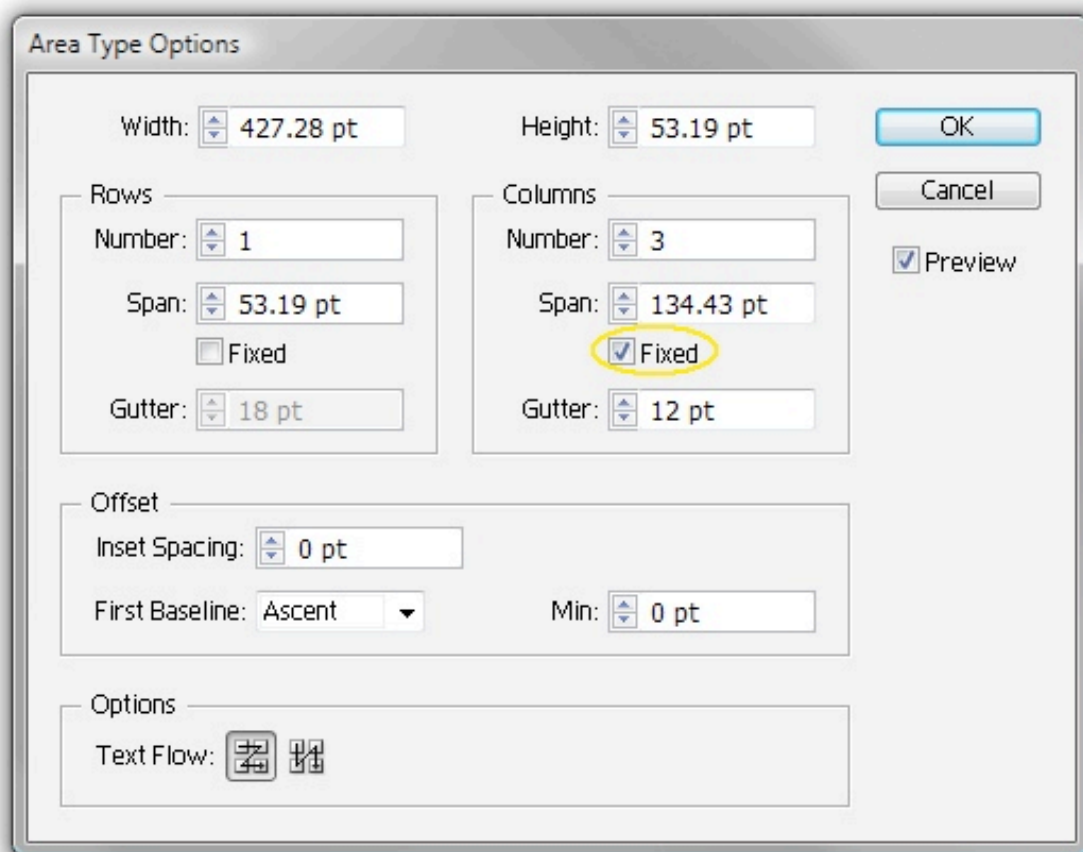 Area Type Options
Width: 427.28 pt
Height: 53.19 pt
OK
Cancel
Preview
Rows
Number: 1
Span: 53.19 pt
Fixed
Gutter: 18 pt
Columns
Number: 3
Span: 134.43 pt
Fixed
Gutter: 12 pt
Offset
Inset Spacing: 0 pt
First Baseline: Ascent
Min: 0 pt
Options
Text Flow: